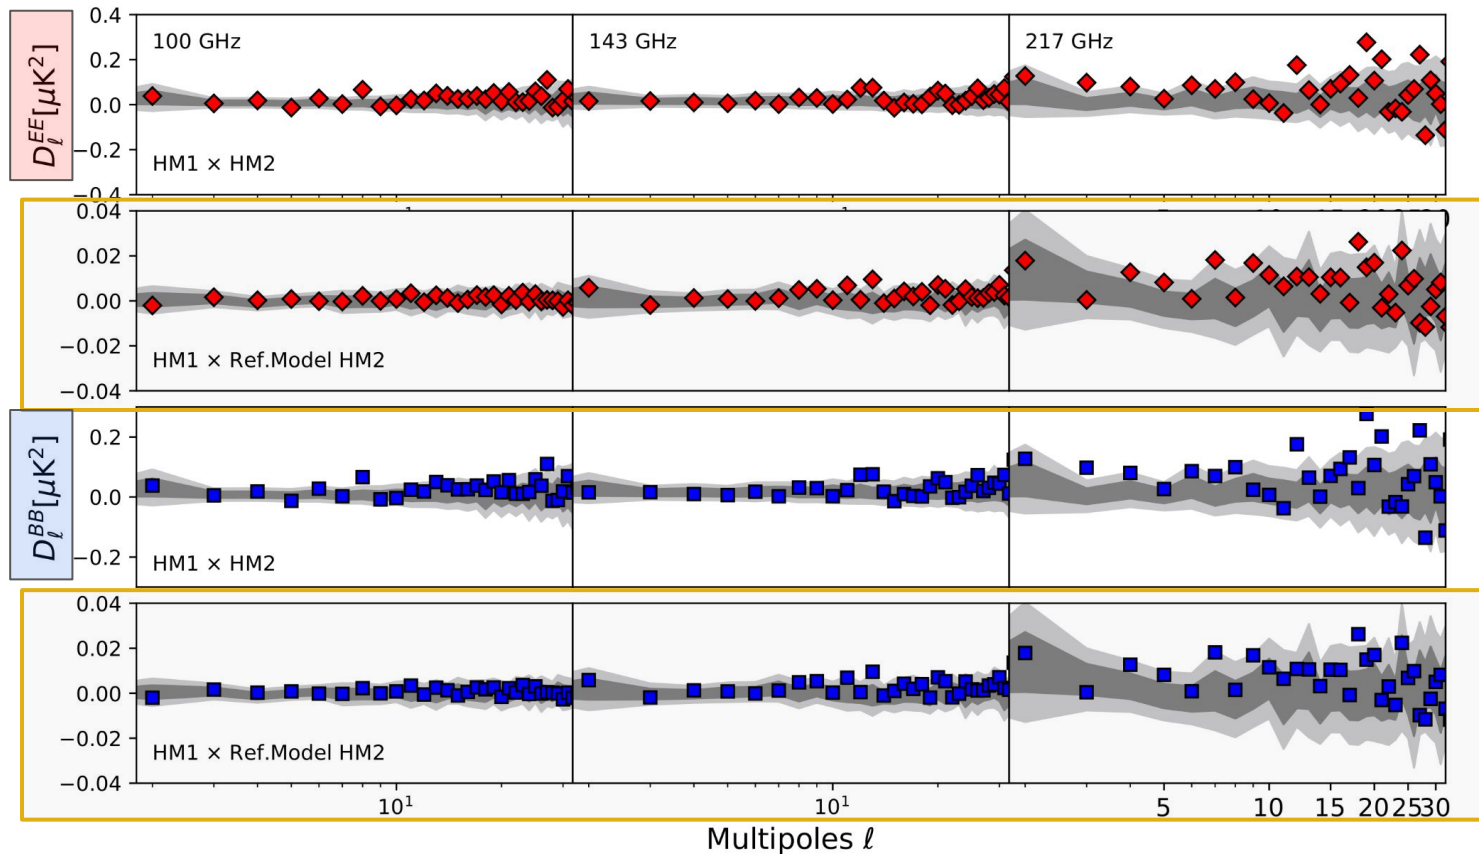 0.4
100 GHz
143 GHz
217 GHz
0.2
0.0
−0.2
HM1 × HM2
−0.4
D_ℓ^{EE}[μK²]
0.04
0.02
0.00
−0.02
HM1 × Ref.Model HM2
−0.04
0.2
0.0
−0.2
HM1 × HM2
D_ℓ^{BB}[μK²]
0.04
0.02
0.00
−0.02
HM1 × Ref.Model HM2
−0.04
10¹
10¹
5 10 15 20 25 30
Multipoles ℓ